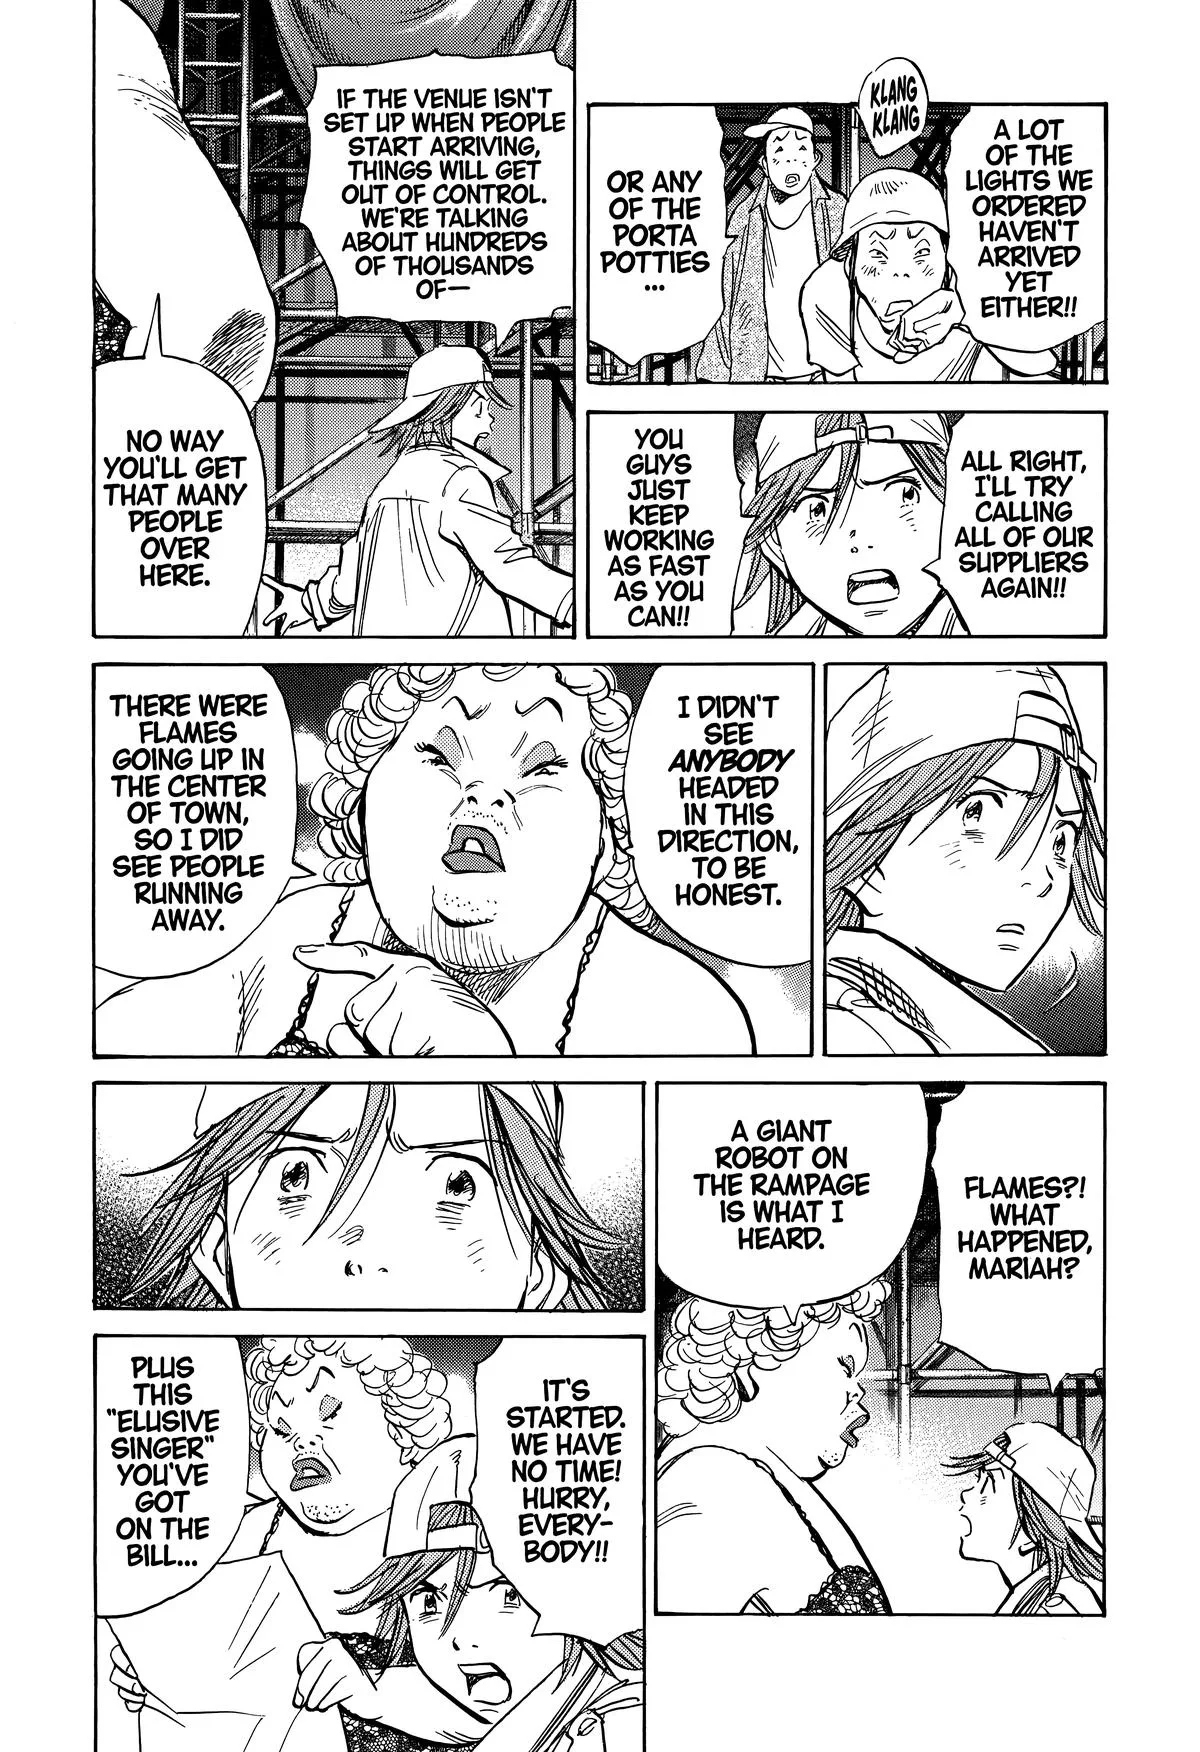 KLANG
KLANG
A LOT
OF THE
LIGHTS WE
ORDERED
HAVEN'T
ARRIVED
YET
EITHER!!
OR ANY
OF THE
PORTA
POTTIES
...
ALL RIGHT,
I'LL TRY
CALLING
ALL OF OUR
SUPPLIERS
AGAIN!!
YOU
GUYS
JUST
KEEP
WORKING
AS FAST
AS YOU
CAN!!
IF THE VENUE ISN'T
SET UP WHEN PEOPLE
START ARRIVING,
THINGS WILL GET
OUT OF CONTROL.
WE'RE TALKING
ABOUT HUNDREDS
OF THOUSANDS
OF—
NO WAY
YOU'LL GET
THAT MANY
PEOPLE
OVER
HERE.
I DIDN'T
SEE
ANYBODY
HEADED
IN THIS
DIRECTION,
TO BE
HONEST.
THERE WERE
FLAMES
GOING UP IN
THE CENTER
OF TOWN,
SO I DID
SEE PEOPLE
RUNNING
AWAY.
FLAMES?!
WHAT
HAPPENED,
MARIAH?
A GIANT
ROBOT ON
THE RAMPAGE
IS WHAT I
HEARD.
IT'S
STARTED.
WE HAVE
NO TIME!
HURRY,
EVERY-
BODY!!
PLUS
THIS
"ELUSIVE
SINGER"
YOU'VE
GOT
ON THE
BILL...